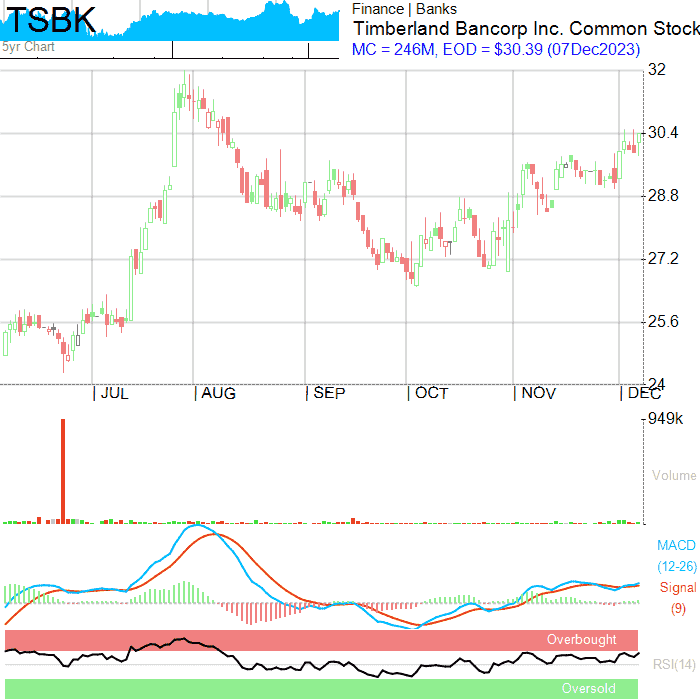 TSBK
5yr Chart
Finance | Banks
Timberland Bancorp Inc. Common Stock
MC = 246M, EOD = $30.39 (07Dec2023)
32
30.4
28.8
27.2
25.6
24
JUL AUG SEP OCT NOV DEC
949k
Volume
MACD
(12-26)
Signal
(9)
Overbought
RSI(14)
Oversold